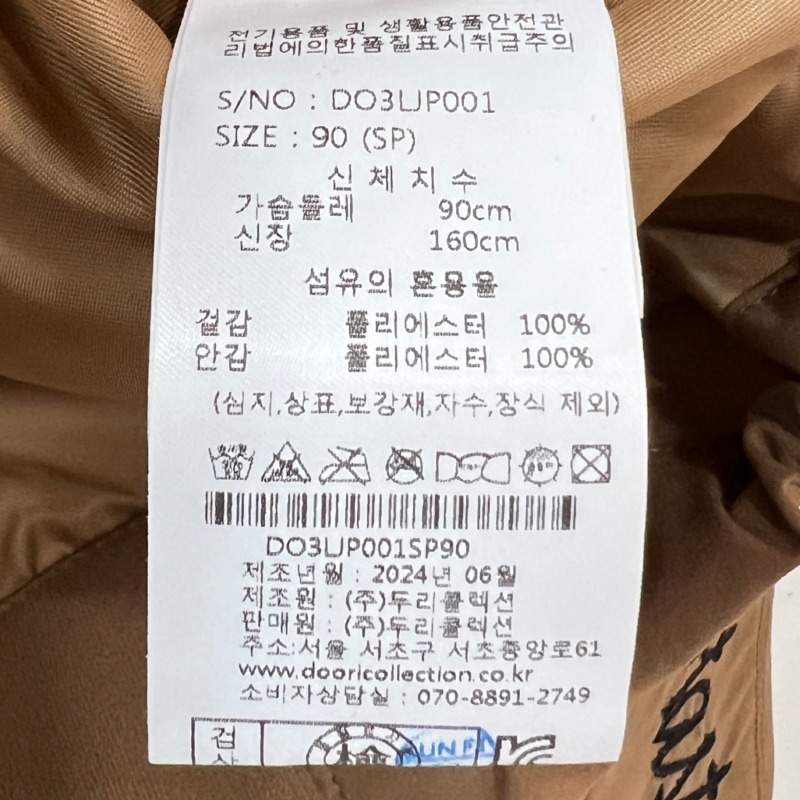 전기용품 및 생활용품안전관
리법에의한품질표시취급주의
S/NO : DO3LJP001
SIZE : 90 (SP)
신 체 치 수
가슴둘레 90cm
신장 160cm
섬유의 혼용율
겉감 폴리에스터 100%
안감 폴리에스터 100%
(심지,상표,보강재,자수,장식 제외)
DO3LJP001SP90
제조년월 : 2024년 06월
제조원 : (주)두리콜렉션
판매원 : (주)두리콜렉션
주소:서울 서초구 서초중앙로61
www.dooricollection.co.kr
소비자상담실 : 070-8891-2749
검